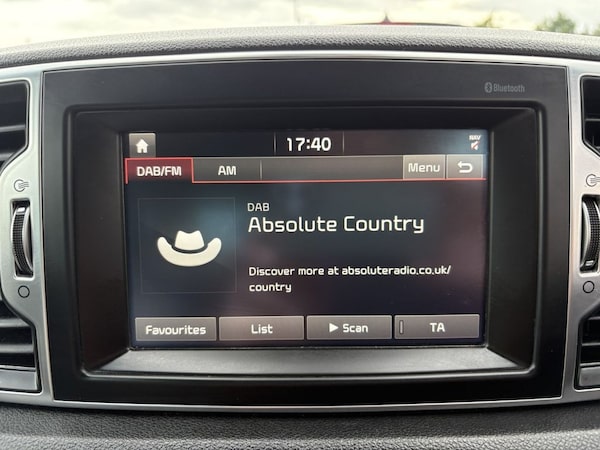 Bluetooth
17:40
NAV
DAB/FM
AM
Menu
DAB
Absolute Country
Discover more at absoluteradio.co.uk/
country
Favourites
List
Scan
TA